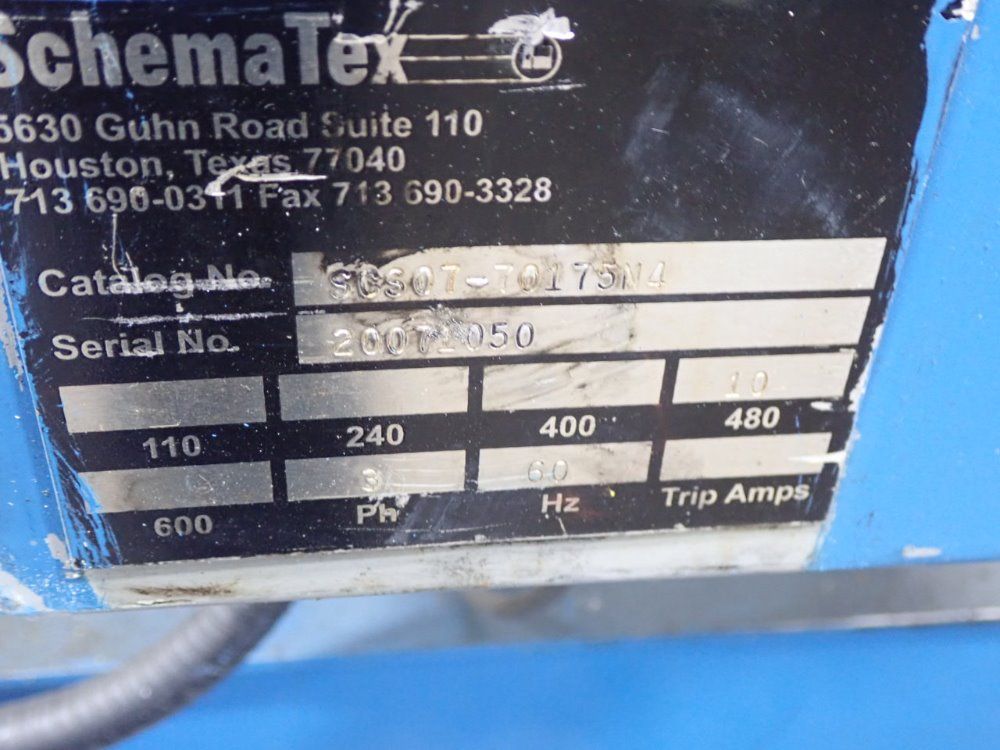 SchemaTex
5630 Guhn Road Suite 110
Houston, Texas 77040
713 690-0311 Fax 713 690-3328
Catalog No. SCS07-70175N4
Serial No. 20071050
10
110 240 400 480
3 60
600 Ph Hz Trip Amps